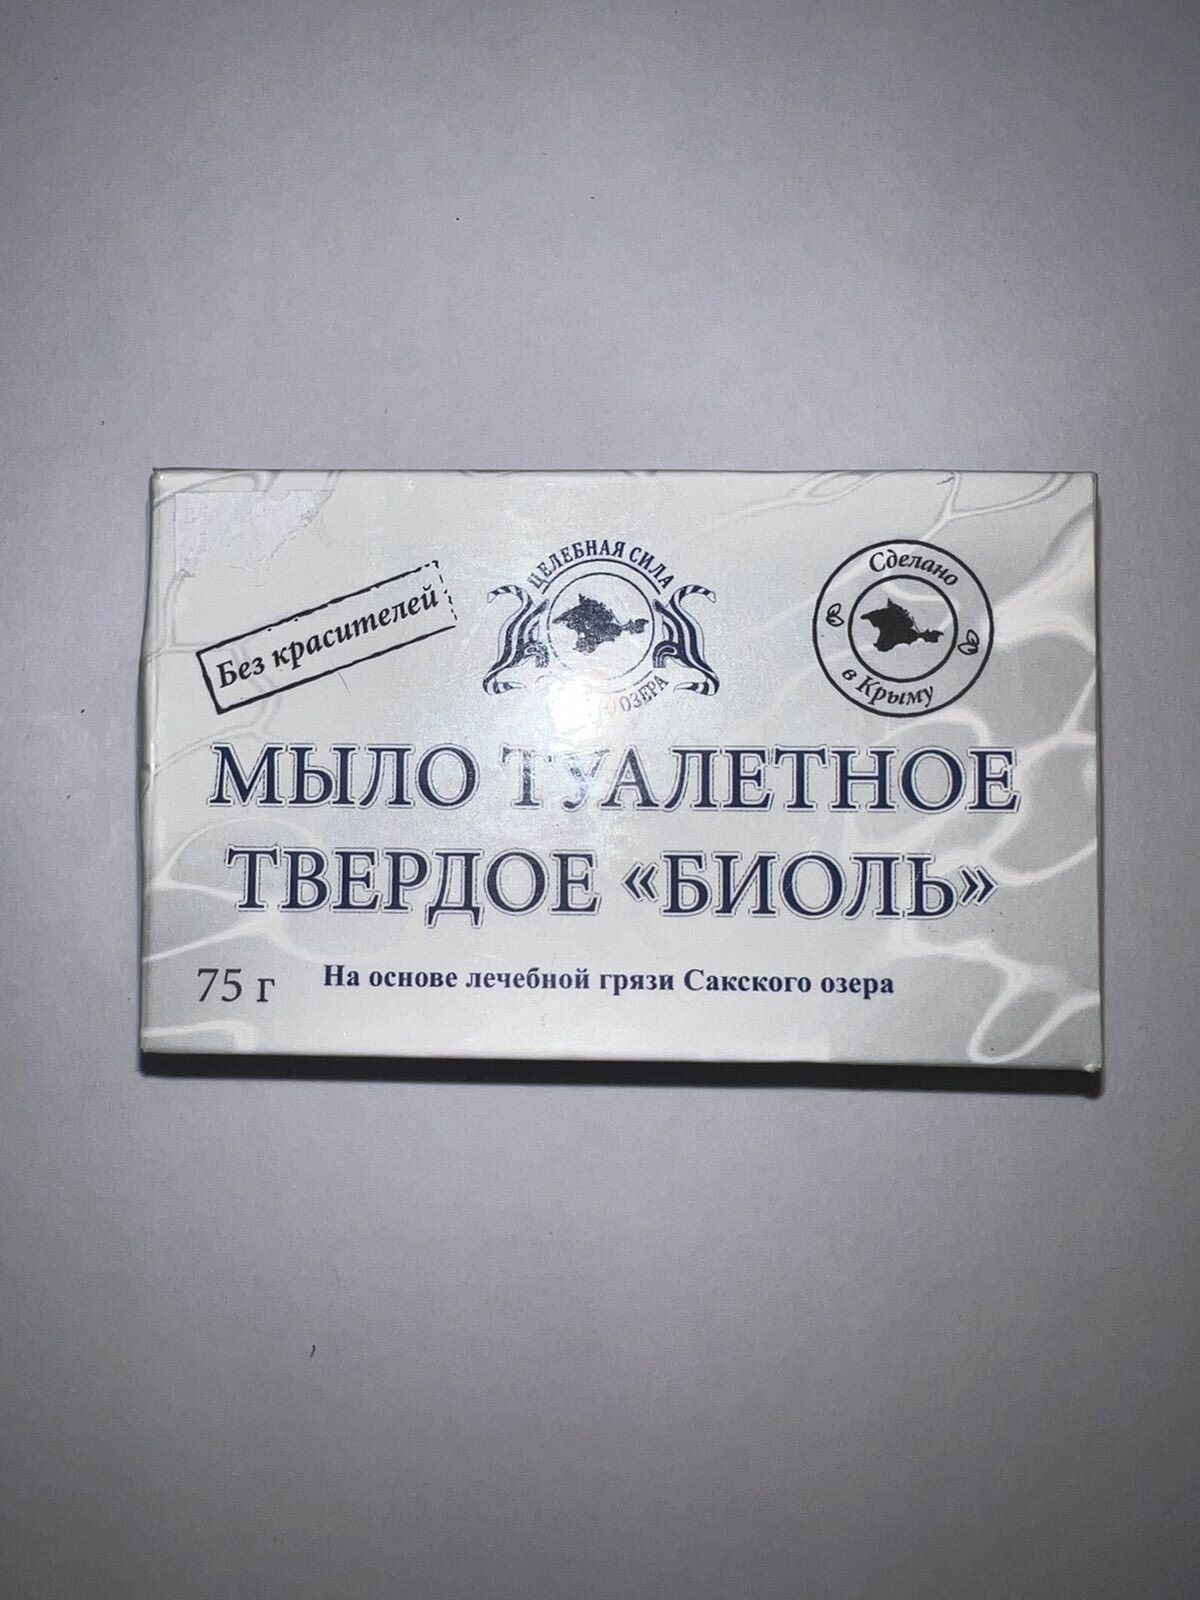 Без красителей
ЦЕЛЕБНАЯ СИЛА
ОЗЕРА
Сделано
в Крыму
МЫЛО ТУАЛЕТНОЕ
ТВЕРДОЕ «БИОЛЬ»
75 г
На основе лечебной грязи Сакского озера